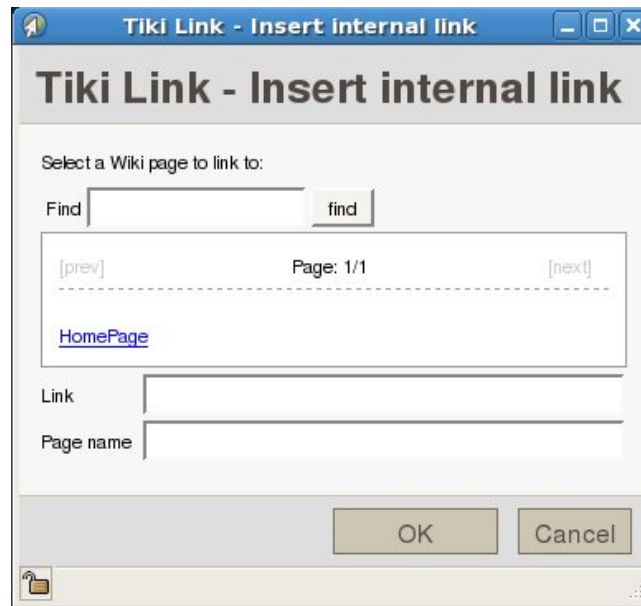 Tiki Link - Insert internal link
Tiki Link - Insert internal link
Select a Wiki page to link to:
Find find
[prev] Page: 1/1 [next]
HomePage
Link
Page name
OK Cancel